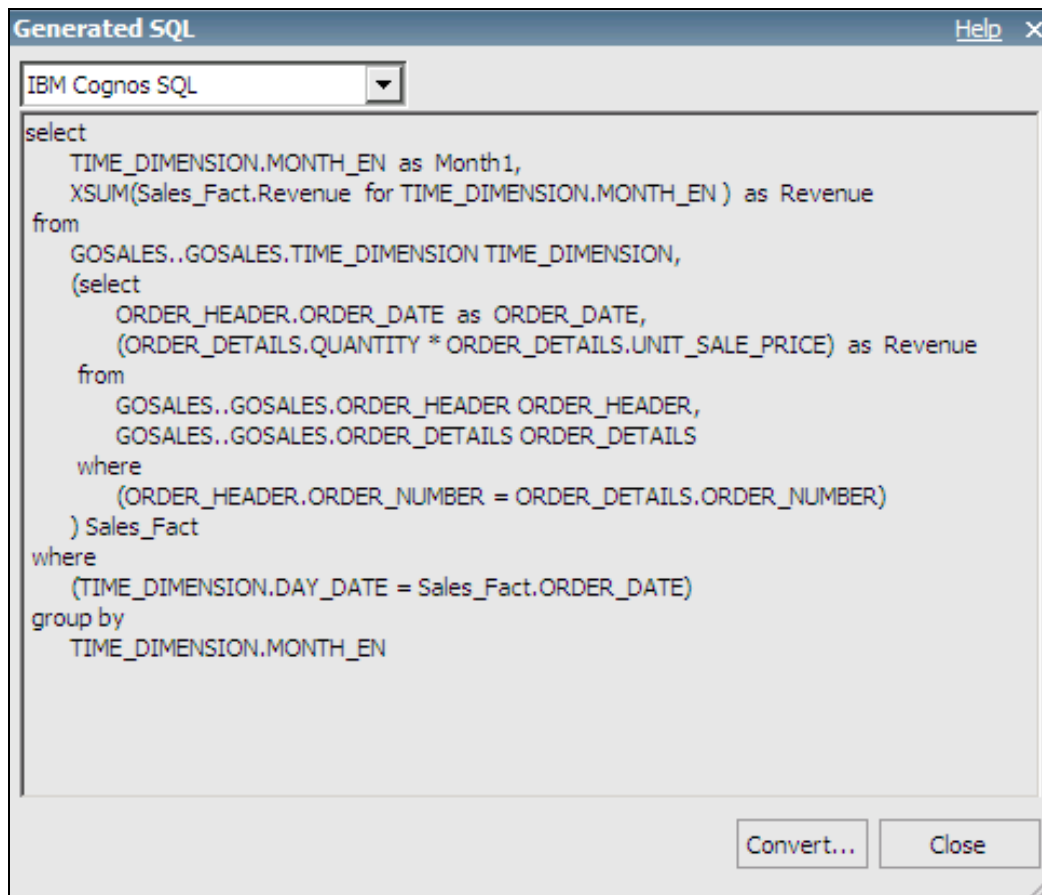 Generated SQL Help X
IBM Cognos SQL
select
TIME_DIMENSION.MONTH_EN as Month1,
XSUM(Sales_Fact.Revenue for TIME_DIMENSION.MONTH_EN ) as Revenue
from
GOSALES..GOSALES.TIME_DIMENSION TIME_DIMENSION,
(select
ORDER_HEADER.ORDER_DATE as ORDER_DATE,
(ORDER_DETAILS.QUANTITY * ORDER_DETAILS.UNIT_SALE_PRICE) as Revenue
from
GOSALES..GOSALES.ORDER_HEADER ORDER_HEADER,
GOSALES..GOSALES.ORDER_DETAILS ORDER_DETAILS
where
(ORDER_HEADER.ORDER_NUMBER = ORDER_DETAILS.ORDER_NUMBER)
) Sales_Fact
where
(TIME_DIMENSION.DAY_DATE = Sales_Fact.ORDER_DATE)
group by
TIME_DIMENSION.MONTH_EN
Convert... Close